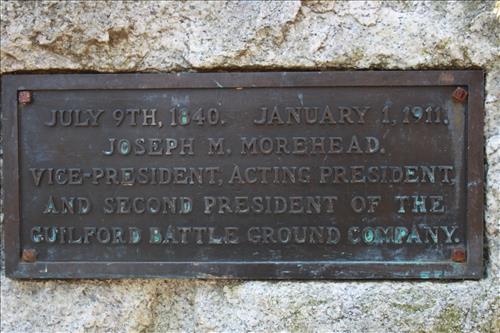 JULY 9TH, 1840. JANUARY 1, 1911.
JOSEPH M. MOREHEAD.
VICE-PRESIDENT, ACTING PRESIDENT,
AND SECOND PRESIDENT OF THE
GUILFORD BATTLE GROUND COMPANY.